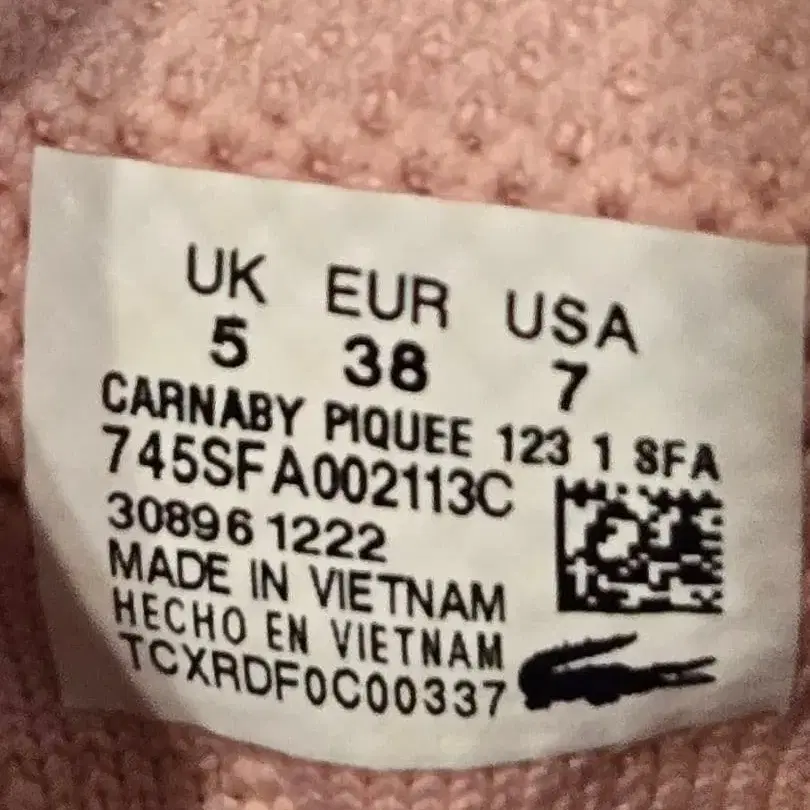 UK EUR USA
5 38 7
CARNABY PIQUEE 123 1 SFA
745SFA002113C
30896 1222
MADE IN VIETNAM
HECHO EN VIETNAM
TCXRDF0C00337